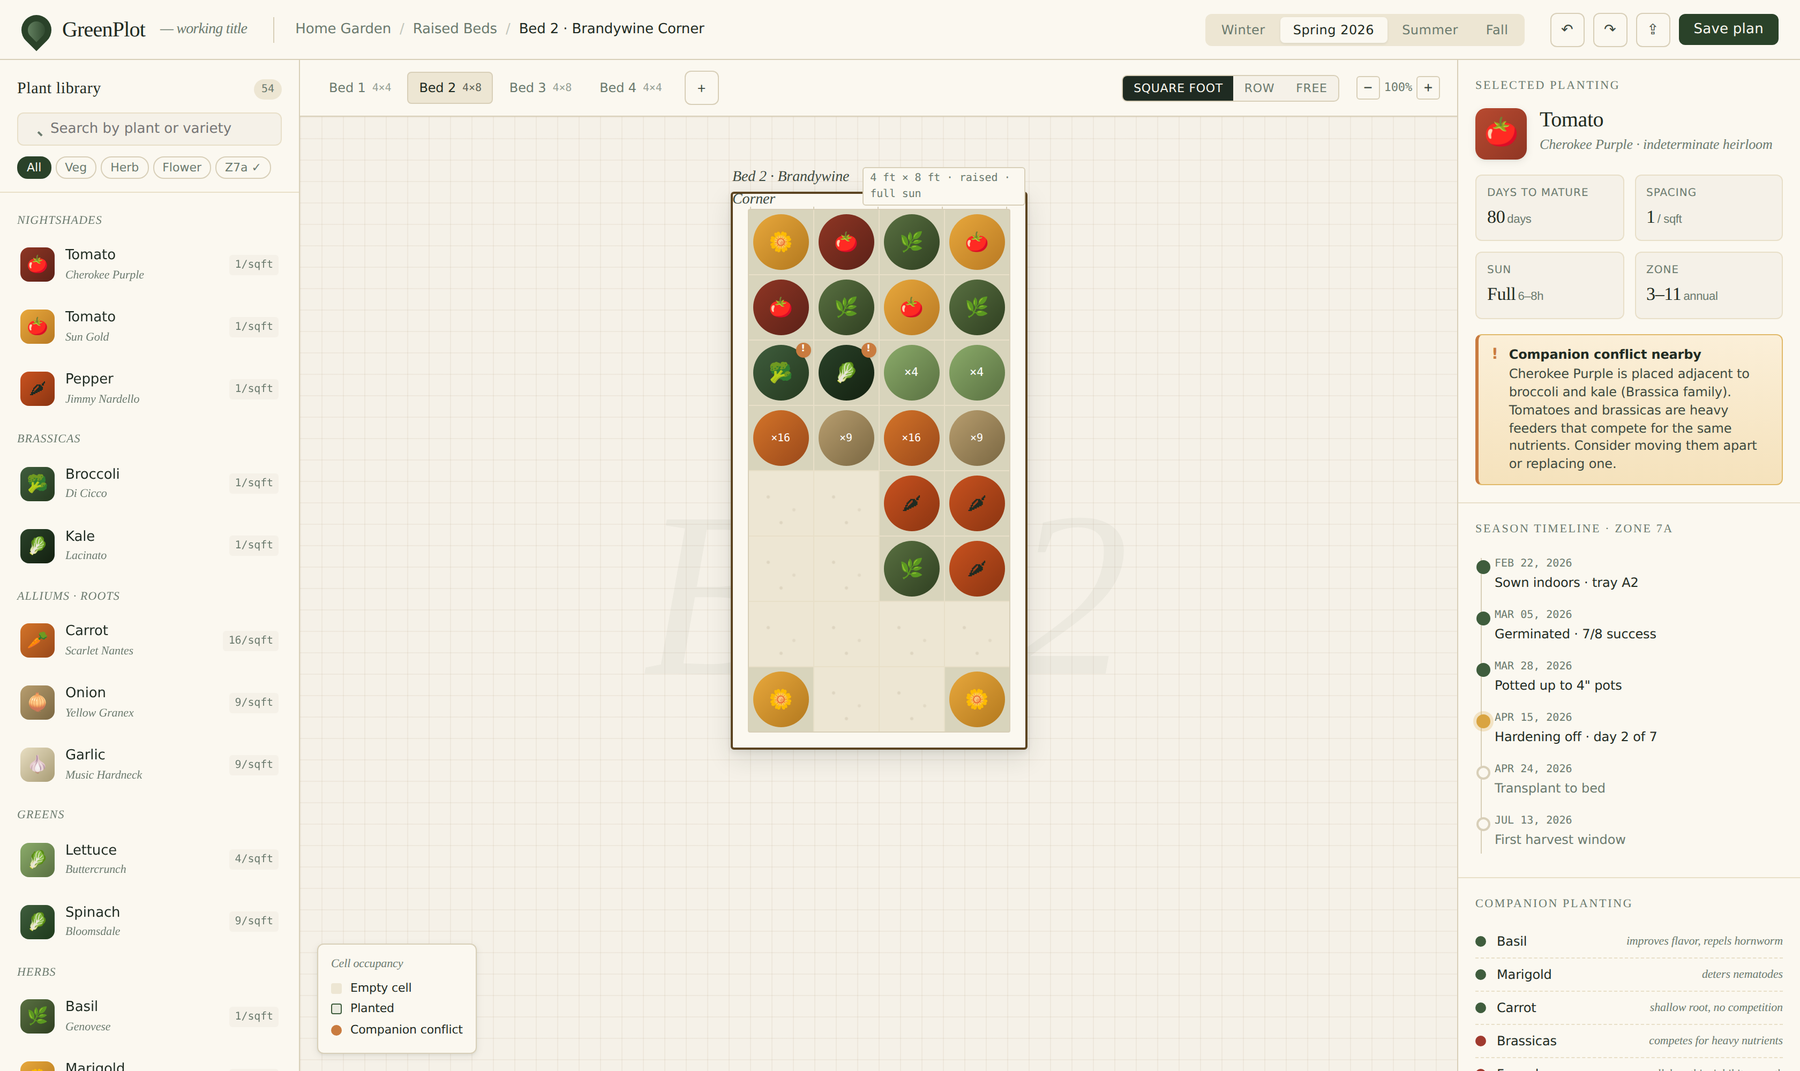 GreenPlot — working title
Home Garden / Raised Beds / Bed 2 · Brandywine Corner
Winter Spring 2026 Summer Fall
↶ ↷ ⇪ Save plan
Plant library 54
Search by plant or variety
All Veg Herb Flower Z7a ✓
NIGHTSHADES
Tomato
Cherokee Purple
1/sqft
Tomato
Sun Gold
1/sqft
Pepper
Jimmy Nardello
1/sqft
BRASSICAS
Broccoli
Di Cicco
1/sqft
Kale
Lacinato
1/sqft
ALLIUMS · ROOTS
Carrot
Scarlet Nantes
16/sqft
Onion
Yellow Granex
9/sqft
Garlic
Music Hardneck
9/sqft
GREENS
Lettuce
Buttercrunch
4/sqft
Spinach
Bloomsdale
9/sqft
HERBS
Basil
Genovese
1/sqft
Marigold
Bed 1 4×4 Bed 2 4×8 Bed 3 4×8 Bed 4 4×4 +
SQUARE FOOT ROW FREE
− 100% +
Bed 2 · Brandywine
Corner
4 ft × 8 ft · raised ·
full sun
! !
×4 ×4
×16 ×9 ×16 ×9
Cell occupancy
Empty cell
Planted
Companion conflict
SELECTED PLANTING
Tomato
Cherokee Purple · indeterminate heirloom
DAYS TO MATURE
80 days
SPACING
1 / sqft
SUN
Full 6–8h
ZONE
3–11 annual
! Companion conflict nearby
Cherokee Purple is placed adjacent to
broccoli and kale (Brassica family).
Tomatoes and brassicas are heavy
feeders that compete for the same
nutrients. Consider moving them apart
or replacing one.
SEASON TIMELINE · ZONE 7A
FEB 22, 2026
Sown indoors · tray A2
MAR 05, 2026
Germinated · 7/8 success
MAR 28, 2026
Potted up to 4" pots
APR 15, 2026
Hardening off · day 2 of 7
APR 24, 2026
Transplant to bed
JUL 13, 2026
First harvest window
COMPANION PLANTING
Basil improves flavor, repels hornworm
Marigold deters nematodes
Carrot shallow root, no competition
Brassicas competes for heavy nutrients